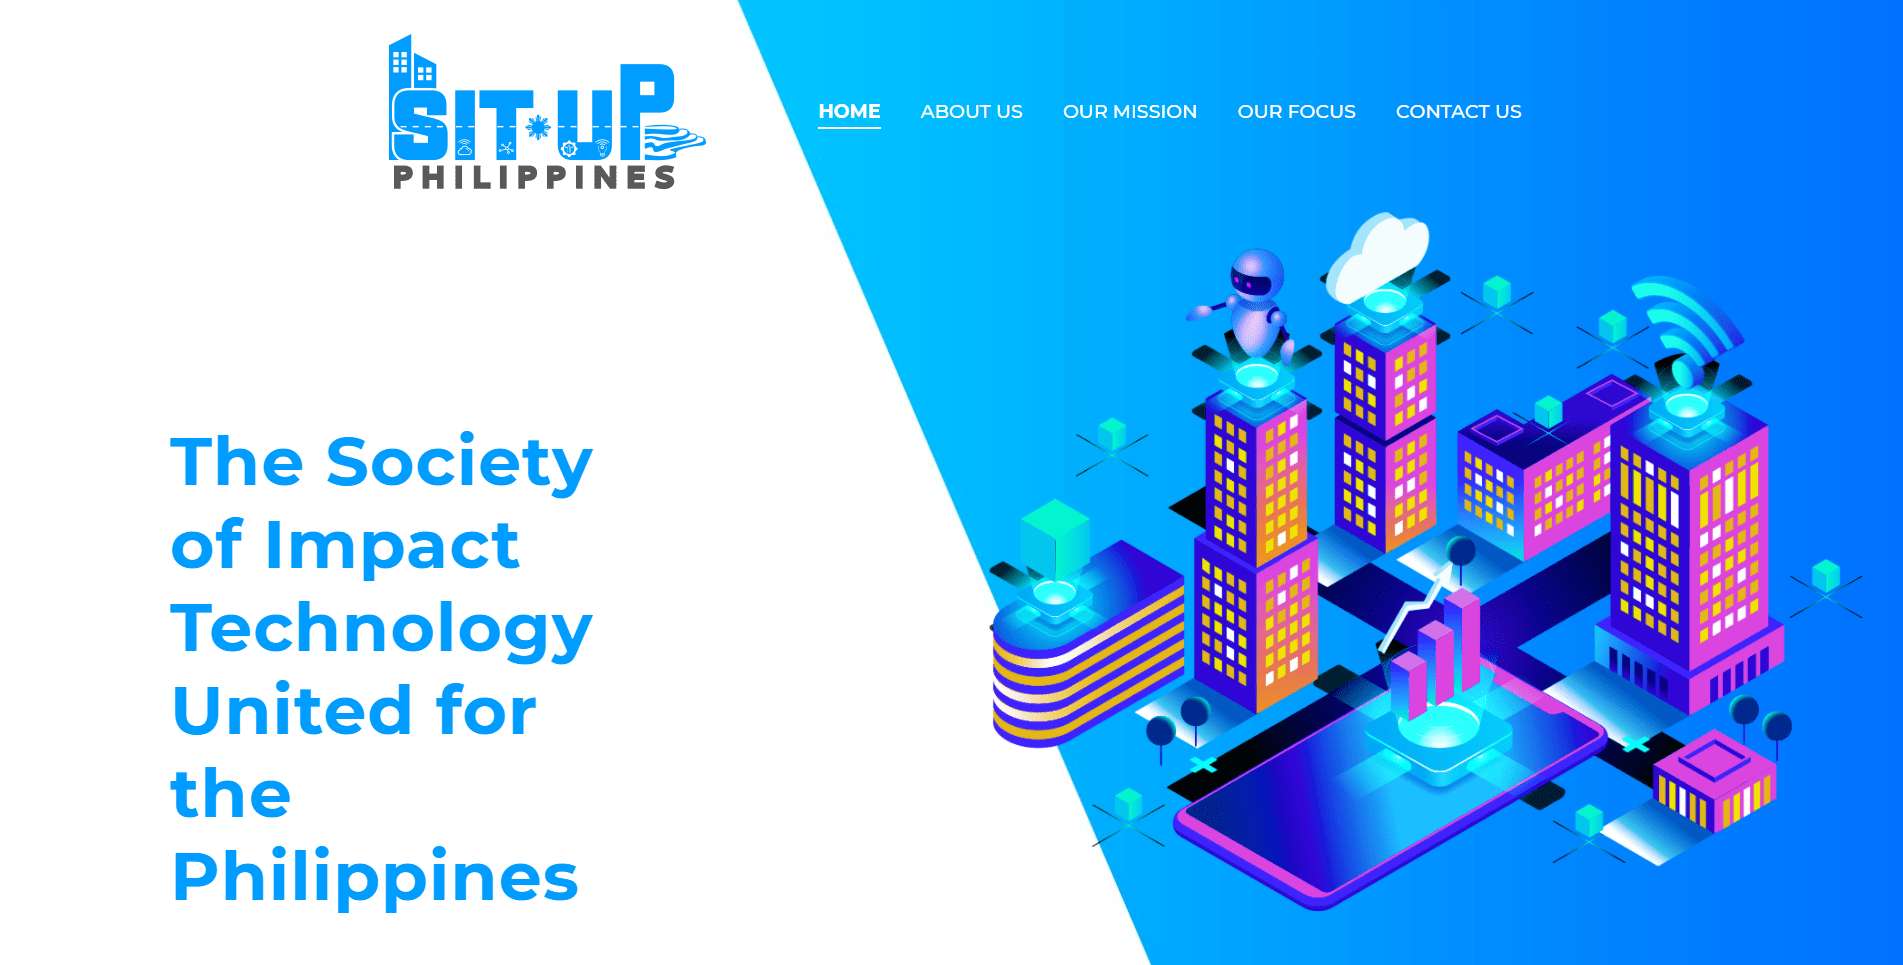 SIT UP
PHILIPPINES
HOME
ABOUT US
OUR MISSION
OUR FOCUS
CONTACT US
The Society
of Impact
Technology
United for
the
Philippines